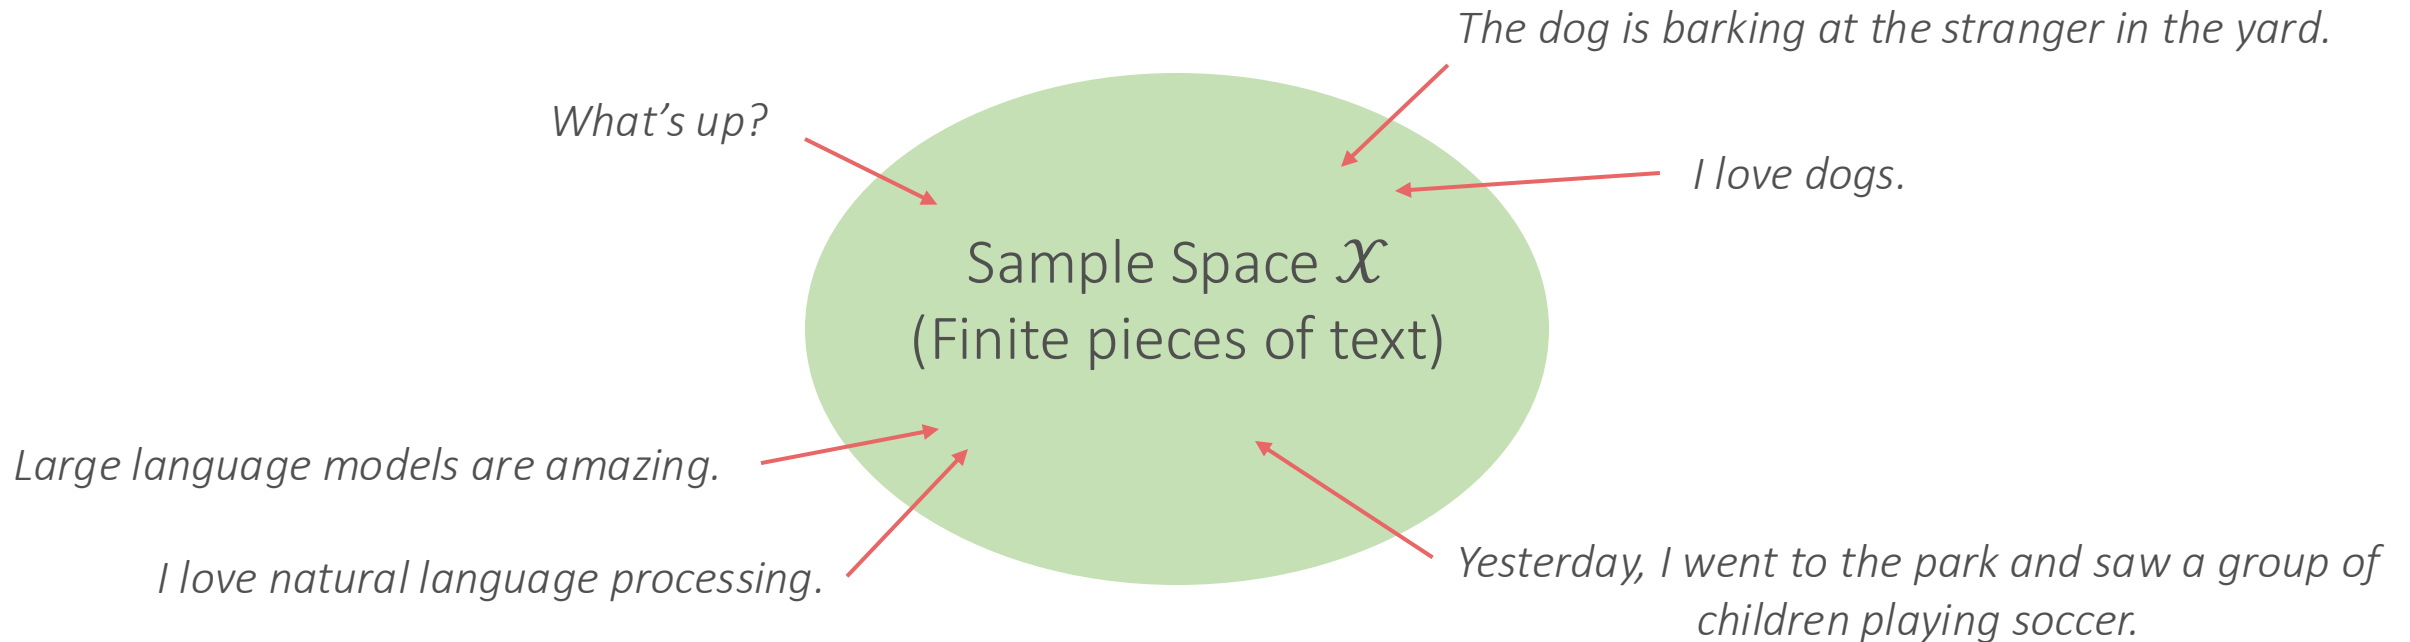 The dog is barking at the stranger in the yard.
What’s up?
I love dogs.
Sample Space 𝒳
(Finite pieces of text)
Large language models are amazing.
I love natural language processing.
Yesterday, I went to the park and saw a group of
children playing soccer.